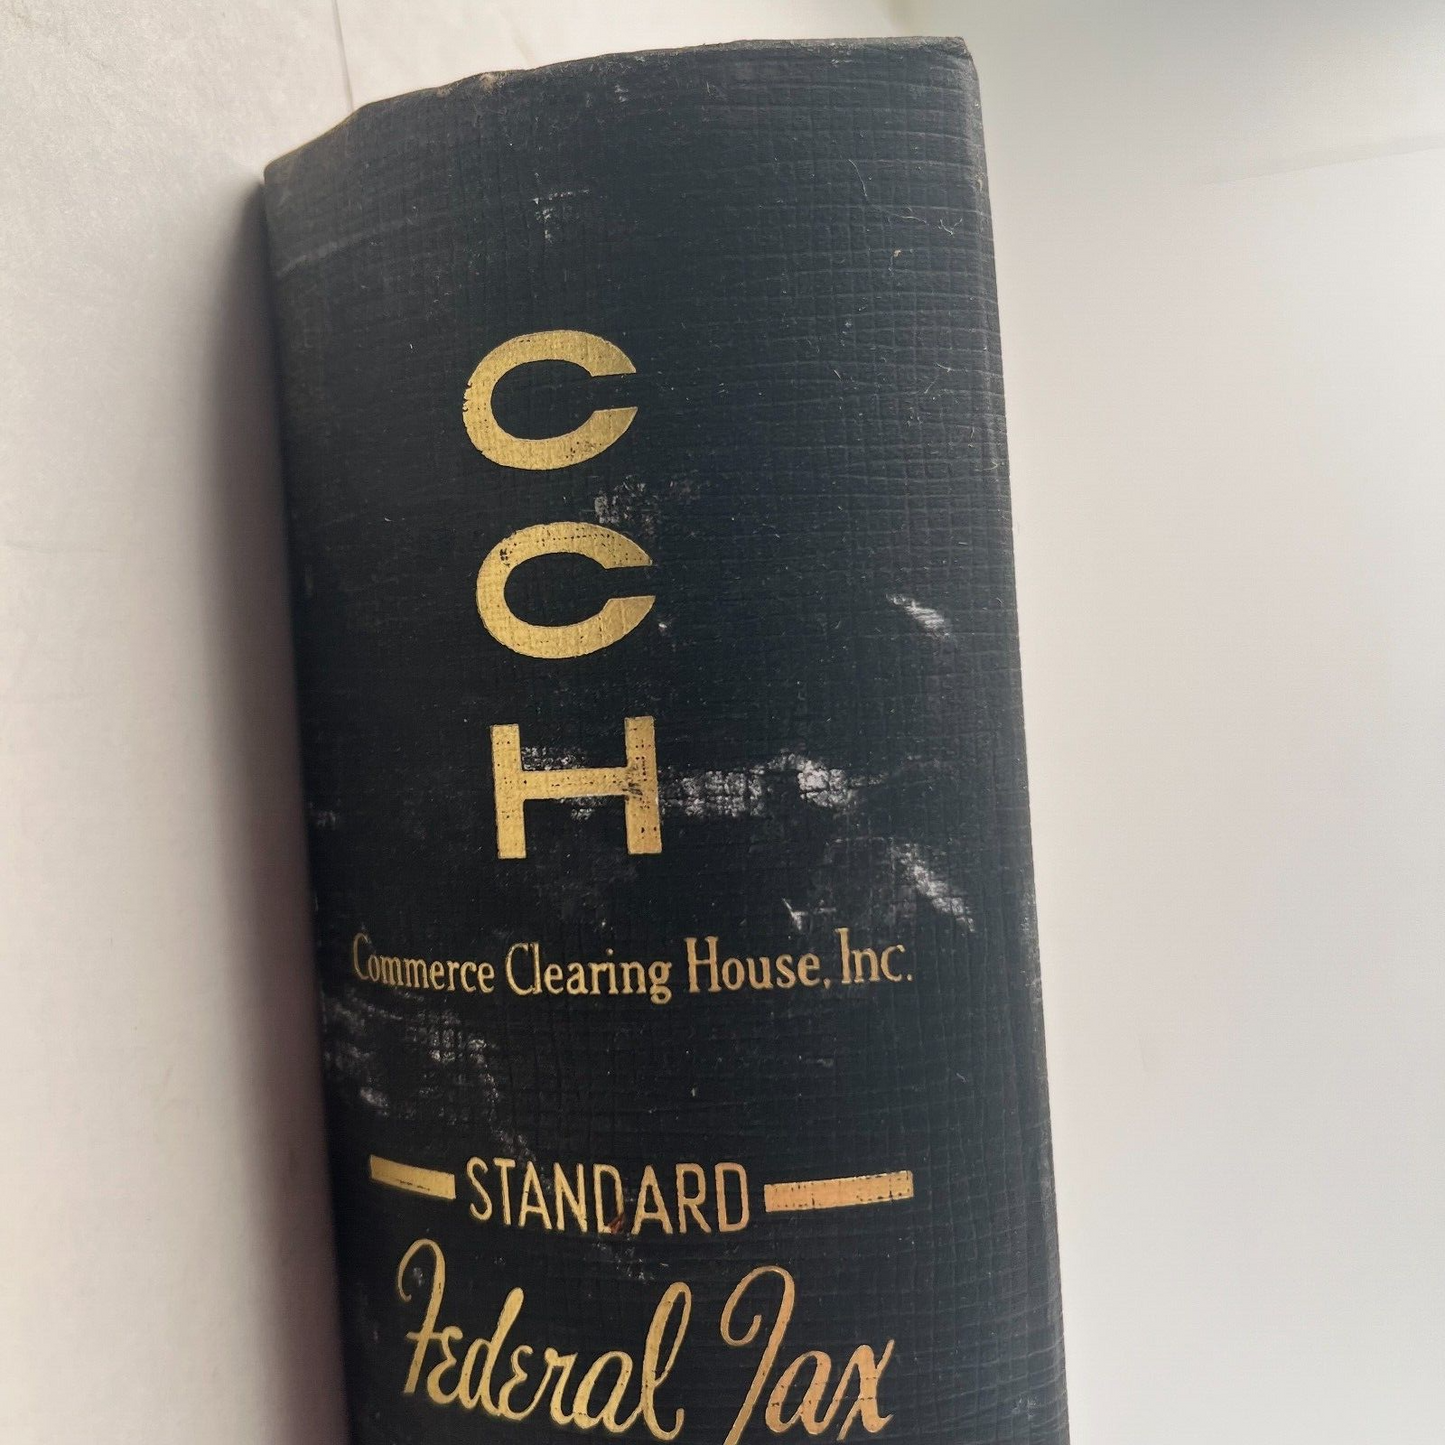 C
C
H
Commerce Clearing House, Inc.
STANDARD
Federal Tax